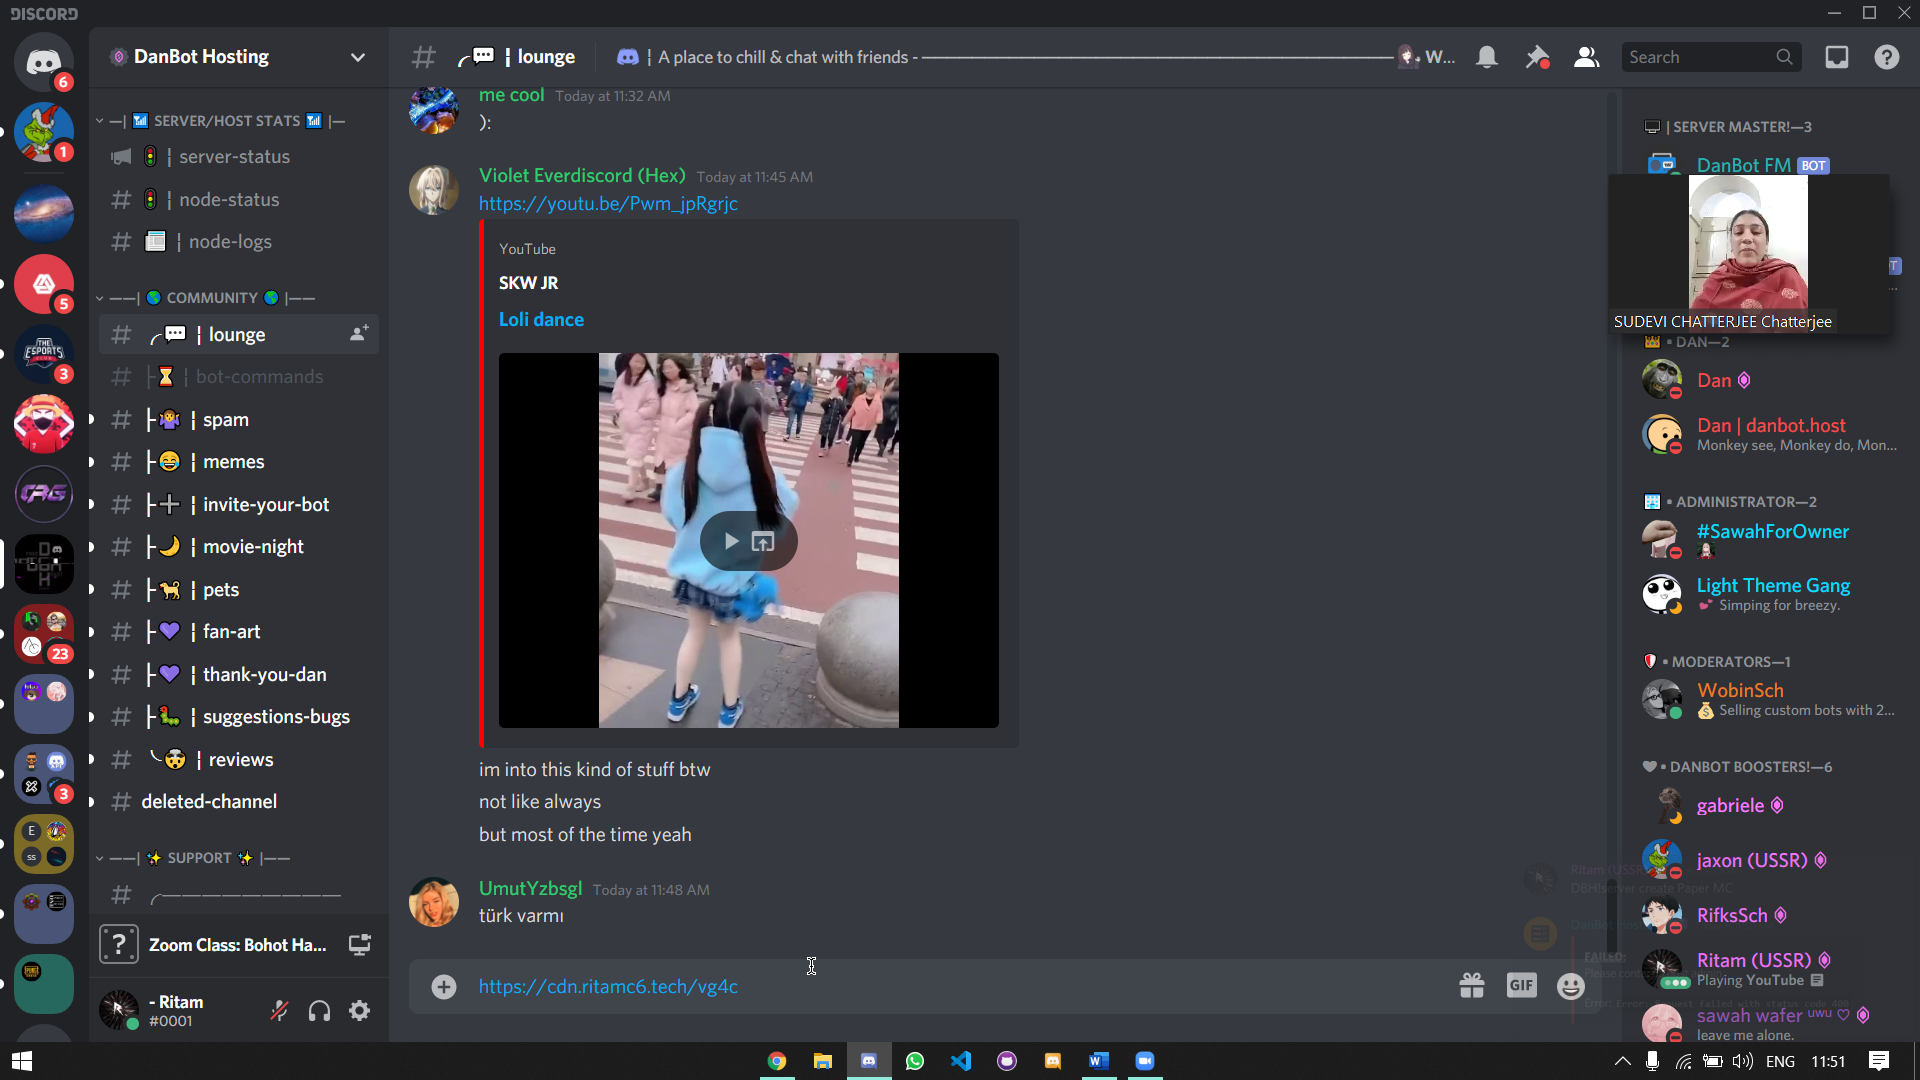 DISCORD
DanBot Hosting
| lounge
| A place to chill & chat with friends -
W...
Search
6
1
5
3
23
3
—| SERVER/HOST STATS |—
| server-status
| node-status
| node-logs
——| COMMUNITY |——
| lounge
| bot-commands
| spam
| memes
| invite-your-bot
| movie-night
| pets
| fan-art
| thank-you-dan
| suggestions-bugs
| reviews
deleted-channel
——| SUPPORT |——
Zoom Class: Bohot Ha...
- Ritam
#0001
me cool Today at 11:32 AM
):
Violet Everdiscord (Hex) Today at 11:45 AM
https://youtu.be/Pwm_jpRgrjc
YouTube
SKW JR
Loli dance
im into this kind of stuff btw
not like always
but most of the time yeah
UmutYzbsgl Today at 11:48 AM
türk varmı
https://cdn.ritamc6.tech/vg4c
GIF
| SERVER MASTER!—3
DanBot FM BOT
SUDEVI CHATTERJEE Chatterjee
• DAN—2
Dan
Dan | danbot.host
Monkey see, Monkey do, Mon...
• ADMINISTRATOR—2
#SawahForOwner
Light Theme Gang
Simping for breezy.
• MODERATORS—1
WobinSch
Selling custom bots with 2...
• DANBOT BOOSTERS!—6
gabriele
jaxon (USSR)
RifksSch
Ritam (USSR)
Playing YouTube
sawah wafer uwu ♡
leave me alone.
ENG
11:51